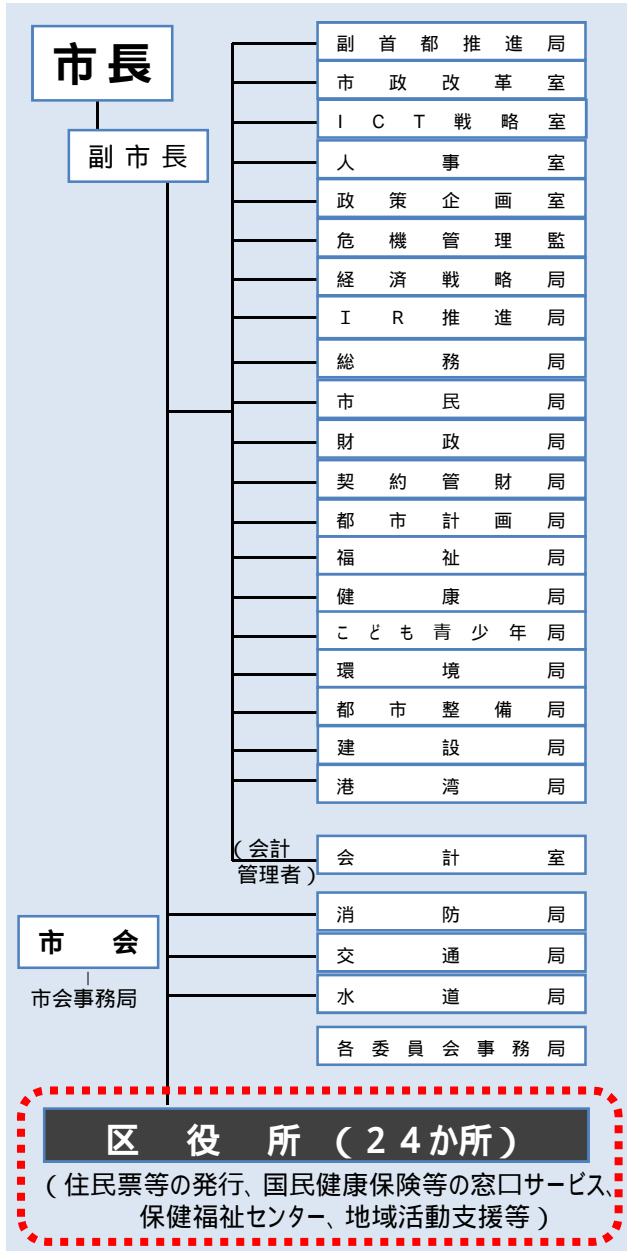 市長
副市長
副首都推進局
市政改革室
ICT戦略室
人事室
政策企画室
危機管理監
経済戦略局
IR推進局
総務局
市民局
財政局
契約管財局
都市計画局
福祉局
健康局
こども青少年局
環境局
都市整備局
建設局
港湾局
(会計
管理者)
会計室
消防局
交通局
水道局
各委員会事務局
市会
市会事務局
区役所(24か所)
(住民票等の発行、国民健康保険等の窓口サービス、
保健福祉センター、地域活動支援等)